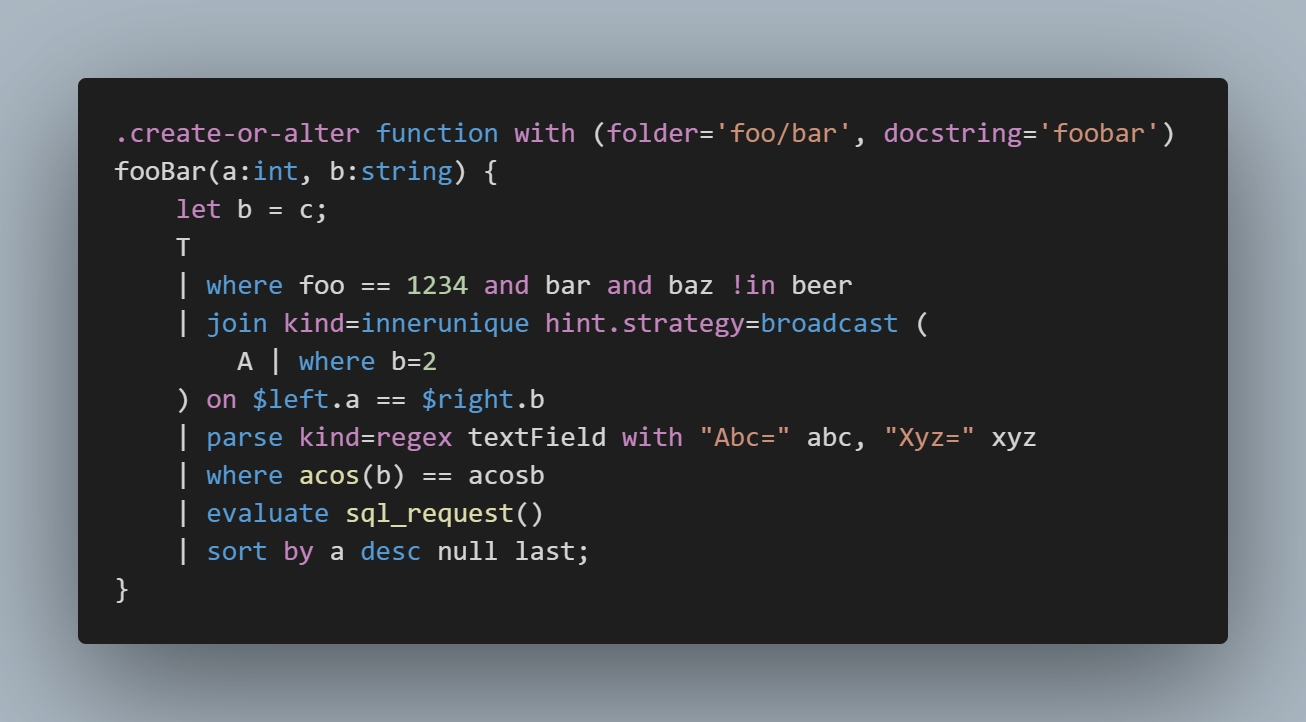 .create-or-alter function with (folder='foo/bar', docstring='foobar')
fooBar(a:int, b:string) {
    let b = c;
    T
    | where foo == 1234 and bar and baz !in beer
    | join kind=innerunique hint.strategy=broadcast (
        A | where b=2
    ) on $left.a == $right.b
    | parse kind=regex textField with "Abc=" abc, "Xyz=" xyz
    | where acos(b) == acosb
    | evaluate sql_request()
    | sort by a desc null last;
}